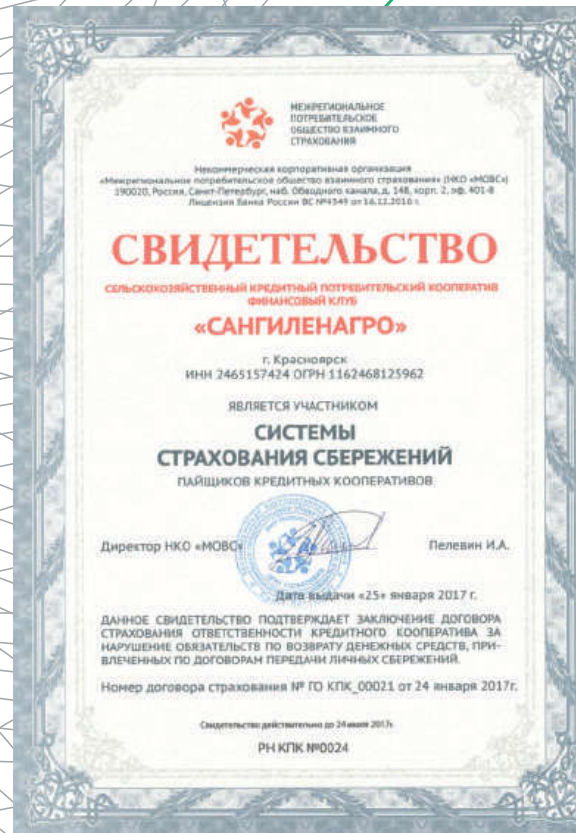 МЕЖРЕГИОНАЛЬНОЕ
ПОТРЕБИТЕЛЬСКОЕ
ОБЩЕСТВО ВЗАИМНОГО
СТРАХОВАНИЯ
Некоммерческая корпоративная организация
«Межрегиональное потребительское общество взаимного страхования» (НКО «МОВС»)
190020, Россия, Санкт-Петербург, наб. Обводного канала, д. 148, корп. 2, оф. 401-8
Лицензия Банка России ВС №4349 от 16.12.2016 г.
СВИДЕТЕЛЬСТВО
СЕЛЬСКОХОЗЯЙСТВЕННЫЙ КРЕДИТНЫЙ ПОТРЕБИТЕЛЬСКИЙ КООПЕРАТИВ
ФИНАНСОВЫЙ КЛУБ
«САНГИЛЕНАГРО»
г. Красноярск
ИНН 2465157424 ОГРН 1162468125962
ЯВЛЯЕТСЯ УЧАСТНИКОМ
СИСТЕМЫ
СТРАХОВАНИЯ СБЕРЕЖЕНИЙ
ПАЙЩИКОВ КРЕДИТНЫХ КООПЕРАТИВОВ
Директор НКО «МОВС» Пелевин И.А.
Дата выдачи «25» января 2017 г.
ДАННОЕ СВИДЕТЕЛЬСТВО ПОДТВЕРЖДАЕТ ЗАКЛЮЧЕНИЕ ДОГОВОРА
СТРАХОВАНИЯ ОТВЕТСТВЕННОСТИ КРЕДИТНОГО КООПЕРАТИВА ЗА
НАРУШЕНИЕ ОБЯЗАТЕЛЬСТВ ПО ВОЗВРАТУ ДЕНЕЖНЫХ СРЕДСТВ, ПРИ-
ВЛЕЧЕННЫХ ПО ДОГОВОРАМ ПЕРЕДАЧИ ЛИЧНЫХ СБЕРЕЖЕНИЙ.
Номер договора страхования № ГО КПК_00021 от 24 января 2017г.
Свидетельство действительно до 24 2017г.
РН КПК №0024